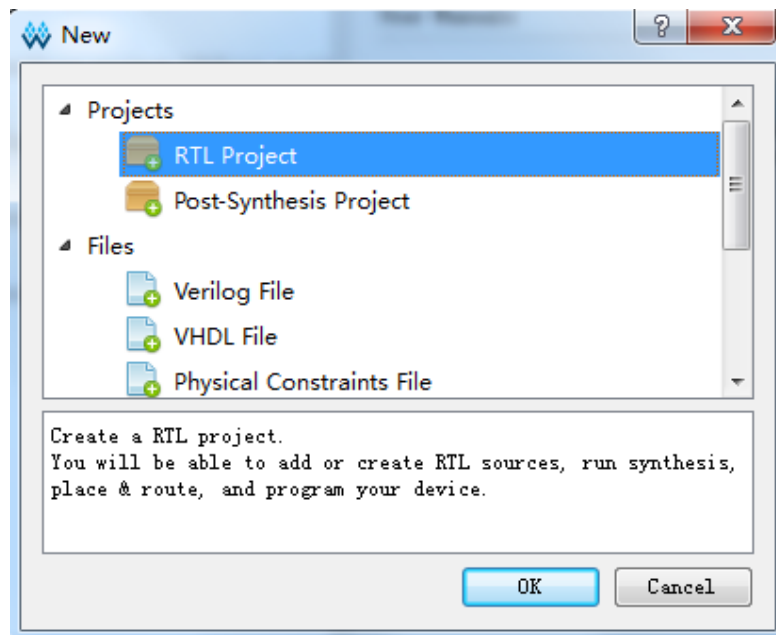 New
Projects
RTL Project
Post-Synthesis Project
Files
Verilog File
VHDL File
Physical Constraints File
Create a RTL project.
You will be able to add or create RTL sources, run synthesis,
place & route, and program your device.
OK Cancel